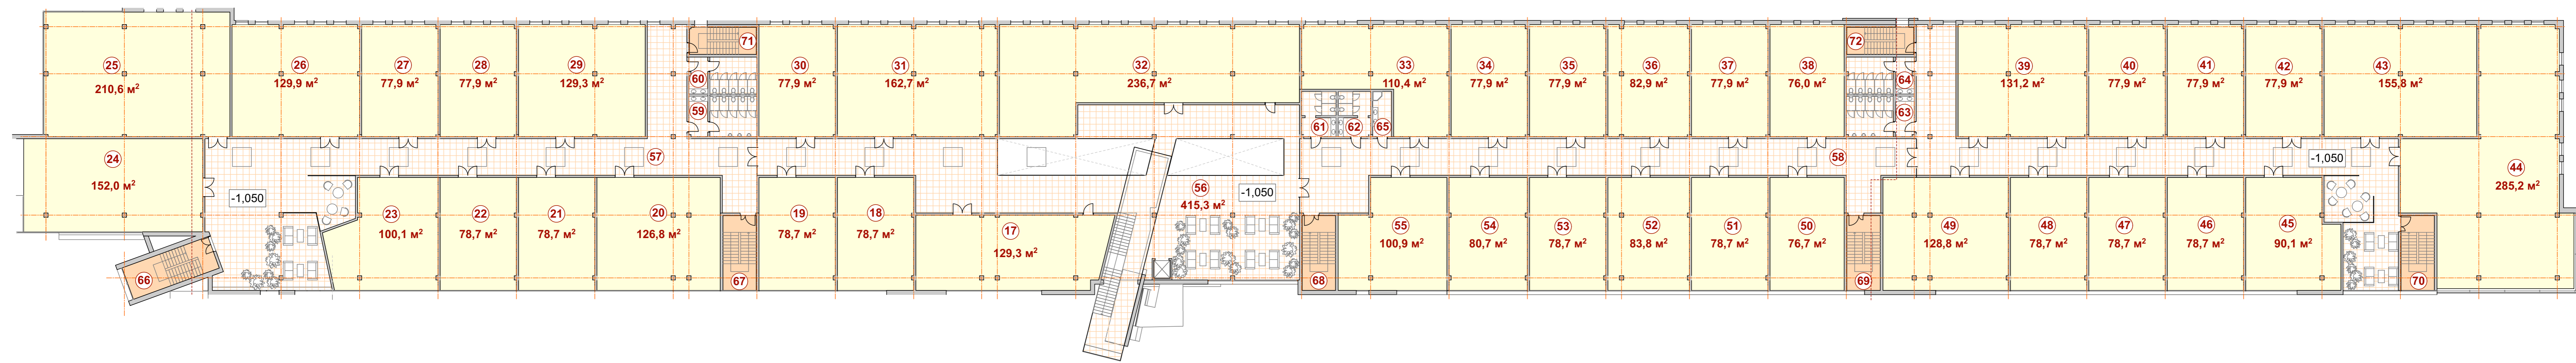 71
72
25
210,6 м²
26
129,9 м²
27
77,9 м²
28
77,9 м²
29
129,3 м²
60
59
30
77,9 м²
31
162,7 м²
32
236,7 м²
33
110,4 м²
34
77,9 м²
35
77,9 м²
36
82,9 м²
37
77,9 м²
38
76,0 м²
64
63
39
131,2 м²
40
77,9 м²
41
77,9 м²
42
77,9 м²
43
155,8 м²
61
62
65
24
152,0 м²
57
58
-1,050
-1,050
-1,050
56
415,3 м²
44
285,2 м²
23
100,1 м²
22
78,7 м²
21
78,7 м²
20
126,8 м²
19
78,7 м²
18
78,7 м²
17
129,3 м²
55
100,9 м²
54
80,7 м²
53
78,7 м²
52
83,8 м²
51
78,7 м²
50
76,7 м²
49
128,8 м²
48
78,7 м²
47
78,7 м²
46
78,7 м²
45
90,1 м²
66
67
68
69
70